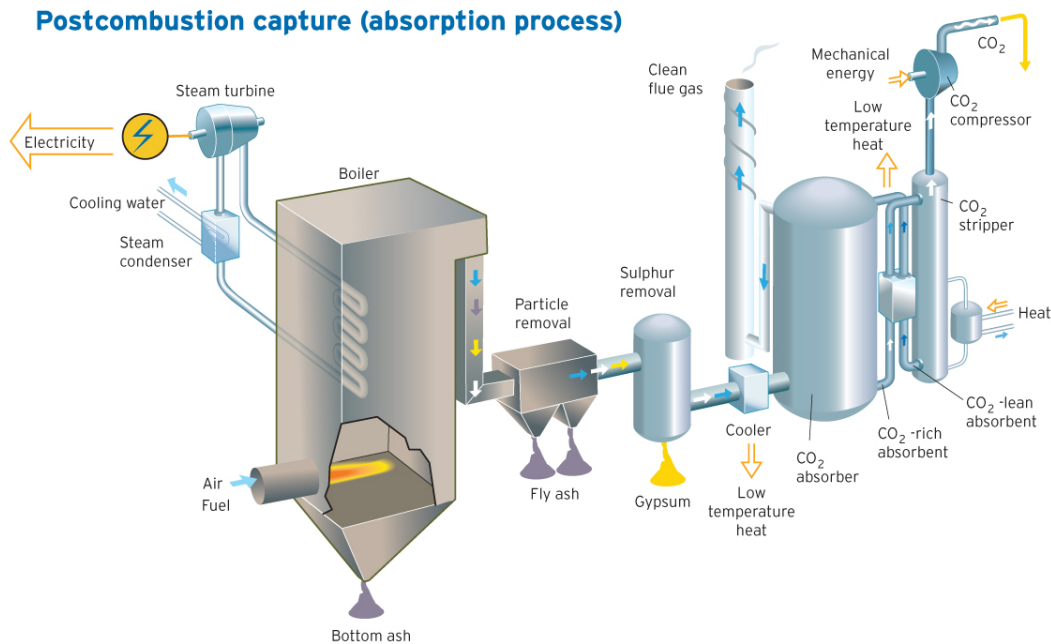 Postcombustion capture (absorption process)
Steam turbine
Electricity
Cooling water
Steam
condenser
Boiler
Air
Fuel
Bottom ash
Particle
removal
Fly ash
Sulphur
removal
Gypsum
Clean
flue gas
Cooler
Low
temperature
heat
CO₂
absorber
Mechanical
energy
CO₂
CO₂
compressor
Low
temperature
heat
CO₂
stripper
Heat
CO₂ -lean
absorbent
CO₂ -rich
absorbent